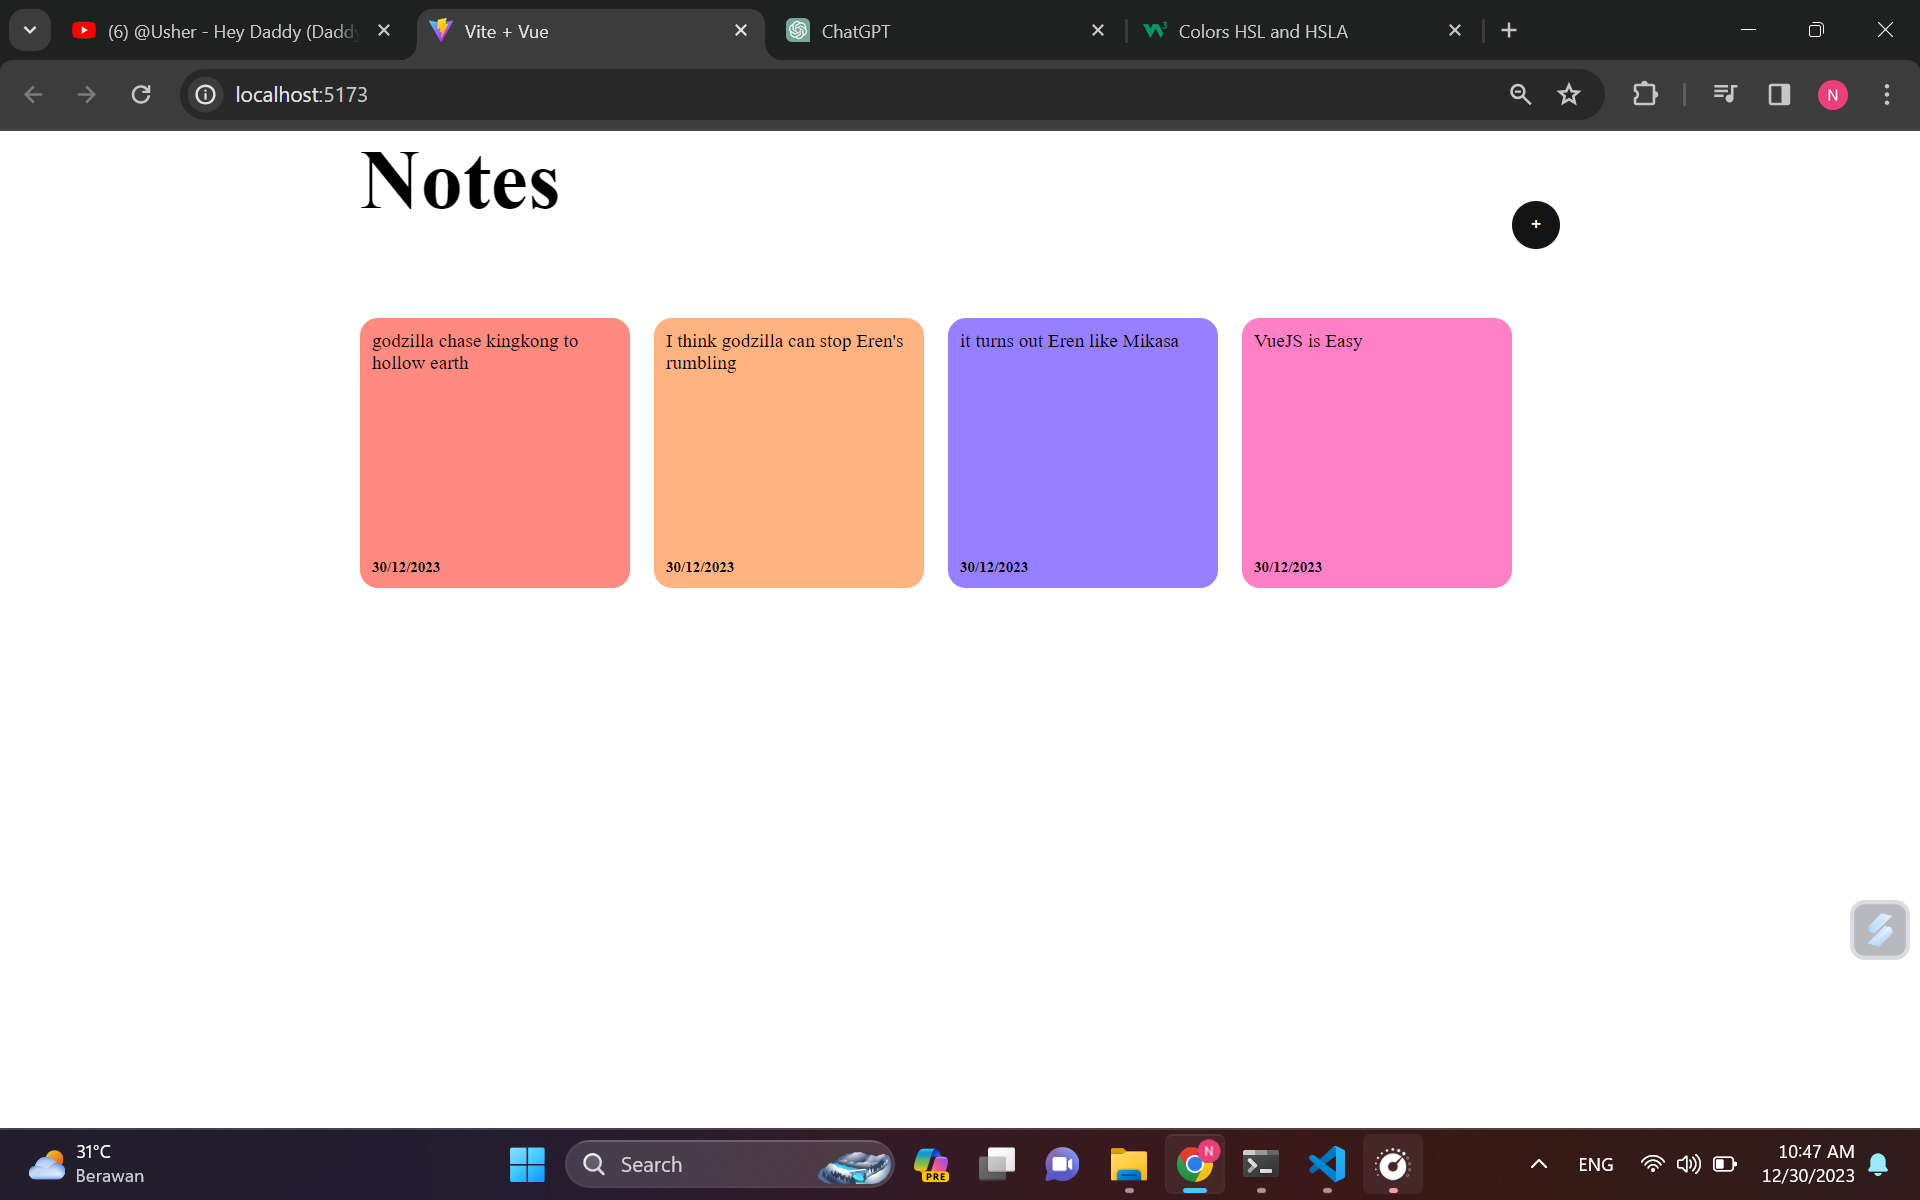 (6) @Usher - Hey Daddy (Daddy
Vite + Vue
ChatGPT
Colors HSL and HSLA
localhost:5173
N
Notes
+
godzilla chase kingkong to
hollow earth
30/12/2023
I think godzilla can stop Eren's
rumbling
30/12/2023
it turns out Eren like Mikasa
30/12/2023
VueJS is Easy
30/12/2023
31°C
Berawan
Search
PRE
N
ENG
10:47 AM
12/30/2023